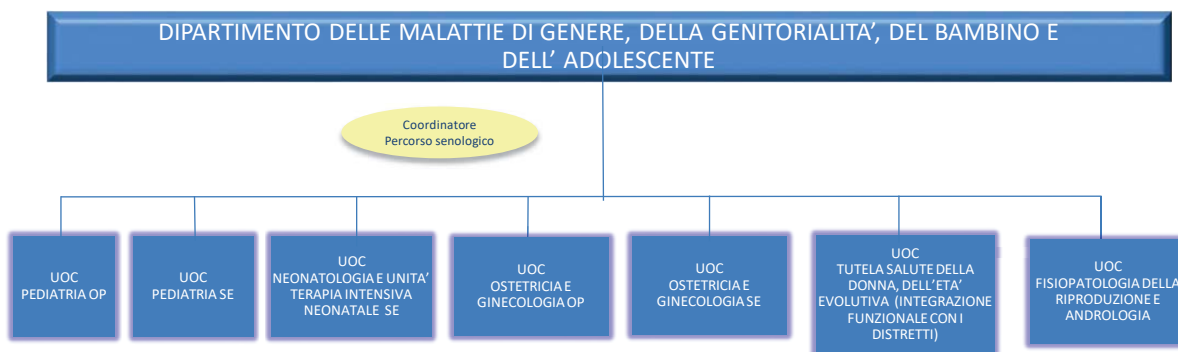 DIPARTIMENTO DELLE MALATTIE DI GENERE, DELLA GENITORIALITA', DEL BAMBINO E
DELL' ADOLESCENTE
Coordinatore
Percorso senologico
UOC
PEDIATRIA OP
UOC
PEDIATRIA SE
UOC
NEONATOLOGIA E UNITA'
TERAPIA INTENSIVA
NEONATALE SE
UOC
OSTETRICIA E
GINECOLOGIA OP
UOC
OSTETRICIA E
GINECOLOGIA SE
UOC
TUTELA SALUTE DELLA
DONNA, DELL'ETA'
EVOLUTIVA (INTEGRAZIONE
FUNZIONALE CON I
DISTRETTI)
UOC
FISIOPATOLOGIA DELLA
RIPRODUZIONE E
ANDROLOGIA